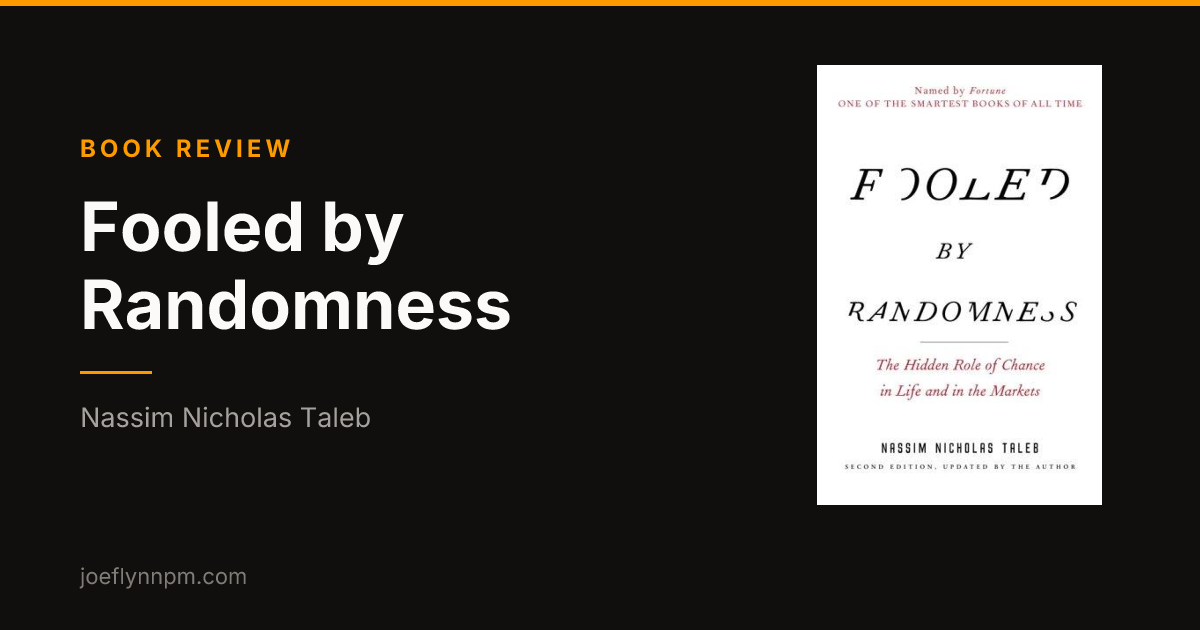 BOOK REVIEW
Fooled by
Randomness
Nassim Nicholas Taleb
joeflynnpm.com
Named by Fortune
ONE OF THE SMARTEST BOOKS OF ALL TIME
FOOLED
BY
RANDOMNESS
The Hidden Role of Chance
in Life and in the Markets
NASSIM NICHOLAS TALEB
SECOND EDITION, UPDATED BY THE AUTHOR